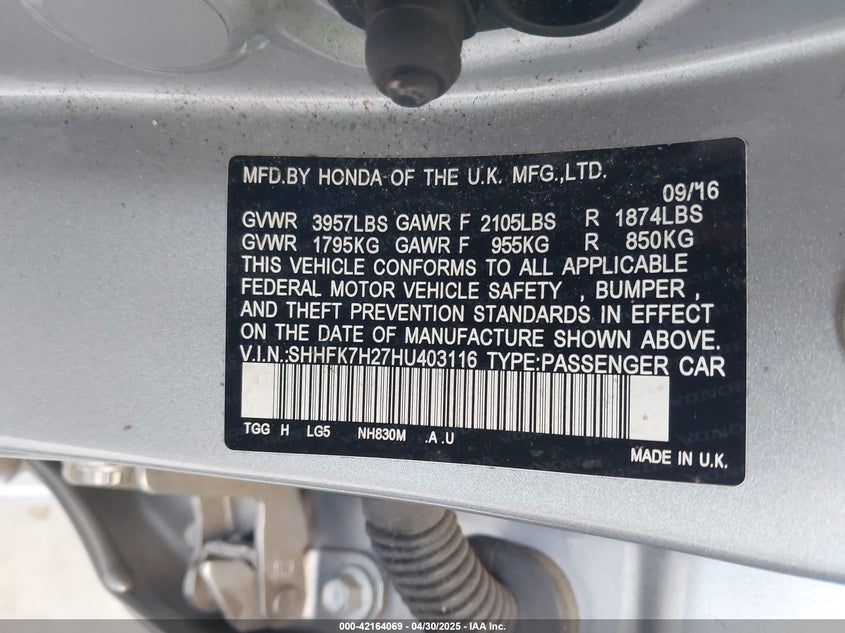 MFD.BY HONDA OF THE U.K. MFG.,LTD.
09/'16
GVWR 3957LBS GAWR F 2105LBS R 1874LBS
GVWR 1795KG GAWR F 955KG R 850KG
THIS VEHICLE CONFORMS TO ALL APPLICABLE
FEDERAL MOTOR VEHICLE SAFETY , BUMPER ,
AND THEFT PREVENTION STANDARDS IN EFFECT
ON THE DATE OF MANUFACTURE SHOWN ABOVE.
V.I.N.:SHHFK7H27HU403116 TYPE:PASSENGER CAR
TGG H LG5 NH830M .A .U
MADE IN U.K.
000-42164069 - 04/30/2025 - IAA Inc.